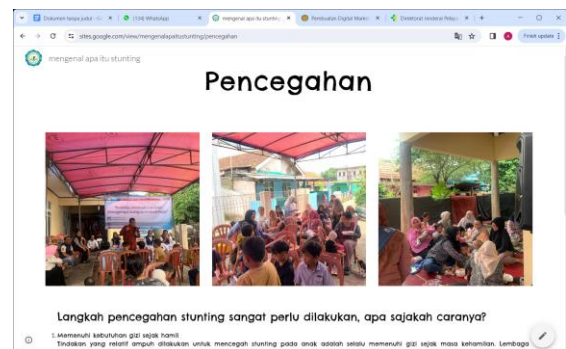 Dokumen tanpa judul - G
(124) WhatsApp
mengenal apa itu stunting
Pembuatan Digital Market
Direktorat Jenderal Pelaya
sites.google.com/view/mengenalapaitustunting/pencegahan
Finish update
mengenal apa itu stunting
Pencegahan
Langkah pencegahan stunting sangat perlu dilakukan, apa sajakah caranya?
1. Memenuhi kebutuhan gizi sejak hamil
Tindakan yang relatif ampuh dilakukan untuk mencegah stunting pada anak adalah selalu memenuhi gizi sejak masa kehamilan. Lembaga